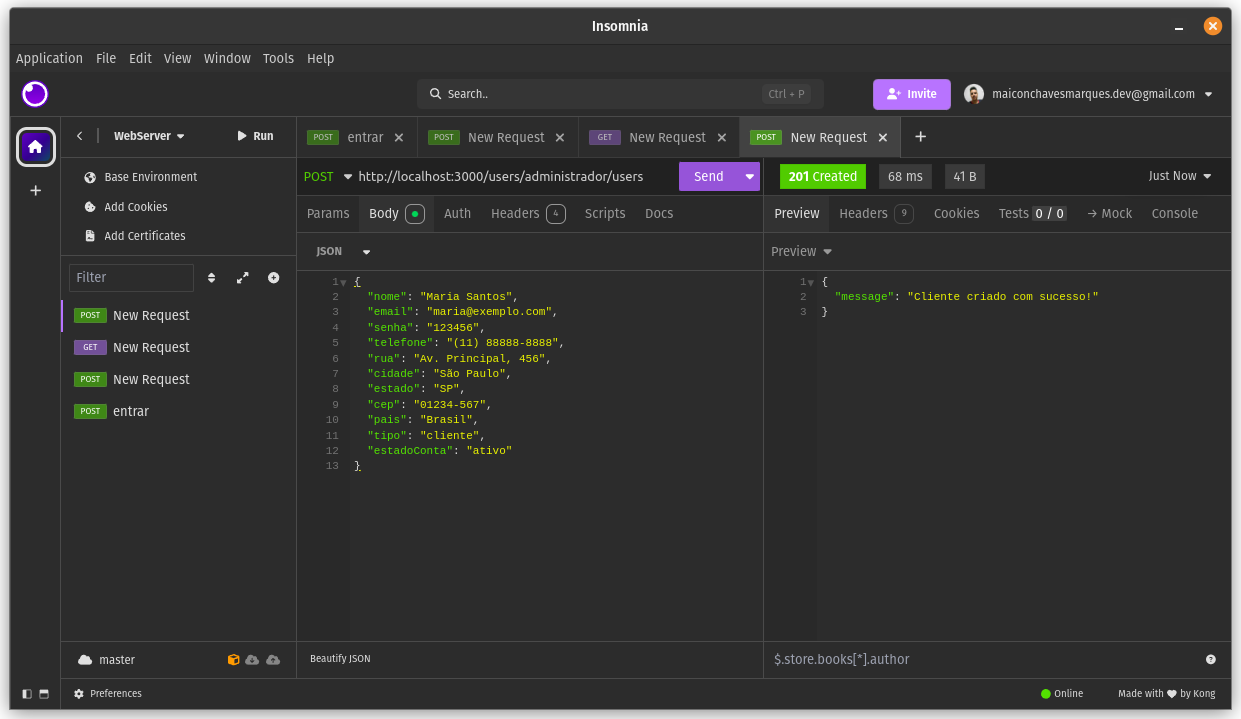 Insomnia
Application File Edit View Window Tools Help
Search.. Ctrl + P
Invite
maiconchavesmarques.dev@gmail.com
WebServer
Run
POST entrar
POST New Request
GET New Request
POST New Request
Base Environment
Add Cookies
Add Certificates
Filter
POST New Request
GET New Request
POST New Request
POST entrar
master
POST http://localhost:3000/users/administrador/users Send
Params Body Auth Headers 4 Scripts Docs
JSON
1 {
2 "nome": "Maria Santos",
3 "email": "maria@exemplo.com",
4 "senha": "123456",
5 "telefone": "(11) 88888-8888",
6 "rua": "Av. Principal, 456",
7 "cidade": "São Paulo",
8 "estado": "SP",
9 "cep": "01234-567",
10 "pais": "Brasil",
11 "tipo": "cliente",
12 "estadoConta": "ativo"
13 }
Beautify JSON
201 Created 68 ms 41 B Just Now
Preview Headers 9 Cookies Tests 0 / 0 Mock Console
Preview
1 {
2 "message": "Cliente criado com sucesso!"
3 }
$.store.books[*].author
Preferences
Online
Made with ♥ by Kong